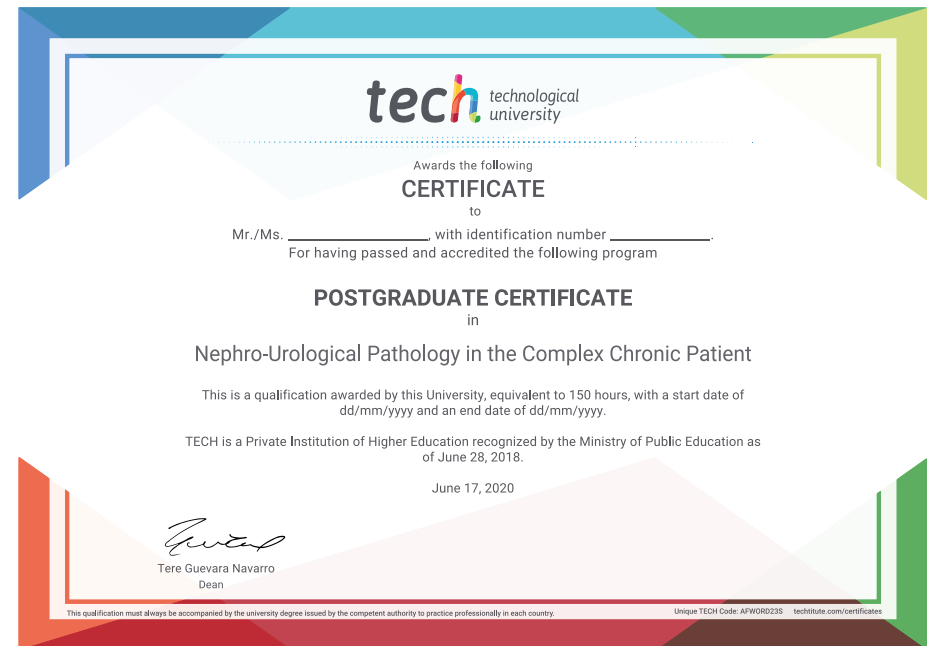 tech technological
university
Awards the following
CERTIFICATE
to
Mr./Ms. ____________________, with identification number ______________.
For having passed and accredited the following program
POSTGRADUATE CERTIFICATE
in
Nephro-Urological Pathology in the Complex Chronic Patient
This is a qualification awarded by this University, equivalent to 150 hours, with a start date of
dd/mm/yyyy and an end date of dd/mm/yyyy.
TECH is a Private Institution of Higher Education recognized by the Ministry of Public Education as
of June 28, 2018.
June 17, 2020
Tere Guevara Navarro
Dean
This qualification must always be accompanied by the university degree issued by the competent authority to practice professionally in each country.
Unique TECH Code: AFWORD23S techtitute.com/certificates